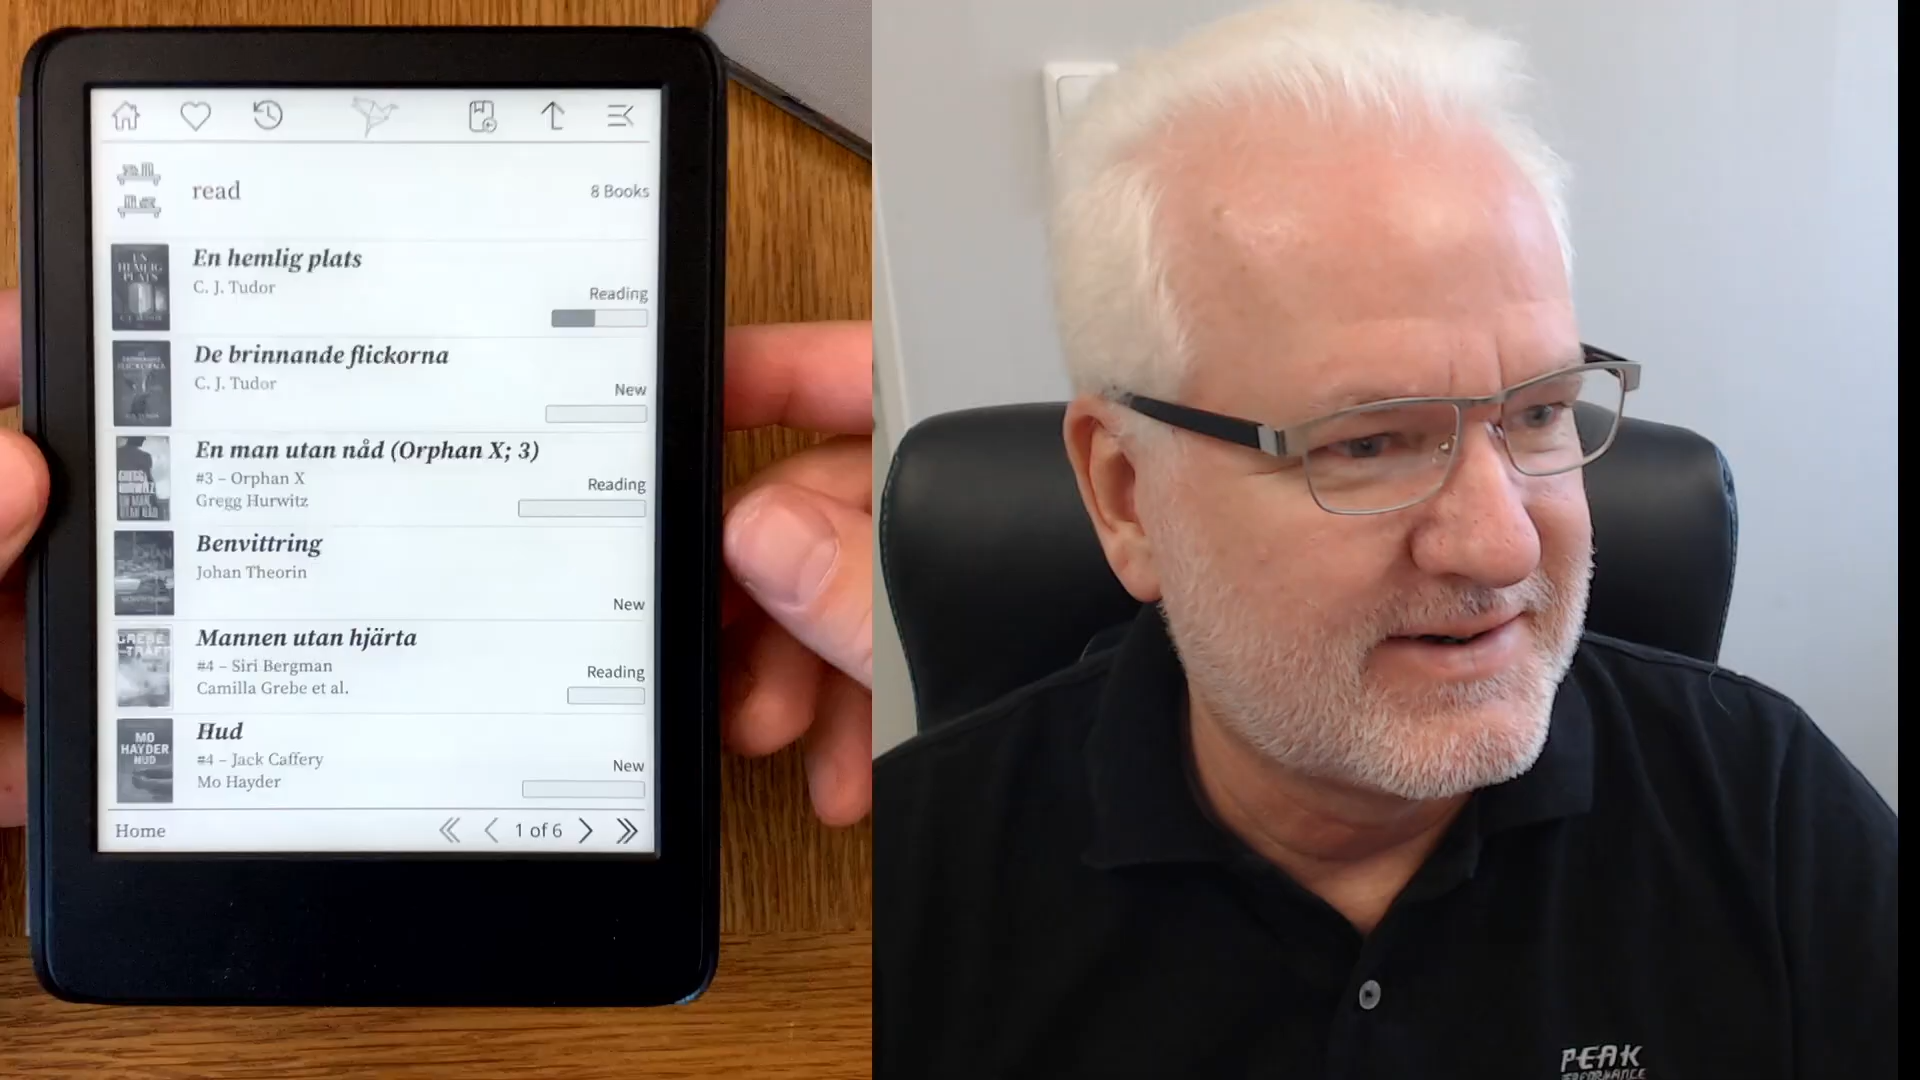 read
8 Books
En hemlig plats
C. J. Tudor
Reading
De brinnande flickorna
C. J. Tudor
New
En man utan nåd (Orphan X; 3)
#3 – Orphan X
Gregg Hurwitz
Reading
Benvittring
Johan Theorin
New
Mannen utan hjärta
#4 – Siri Bergman
Camilla Grebe et al.
Reading
MO
HAYDER
HUD
Hud
#4 – Jack Caffery
Mo Hayder
New
Home
1 of 6
PEAK
PERFORMANCE